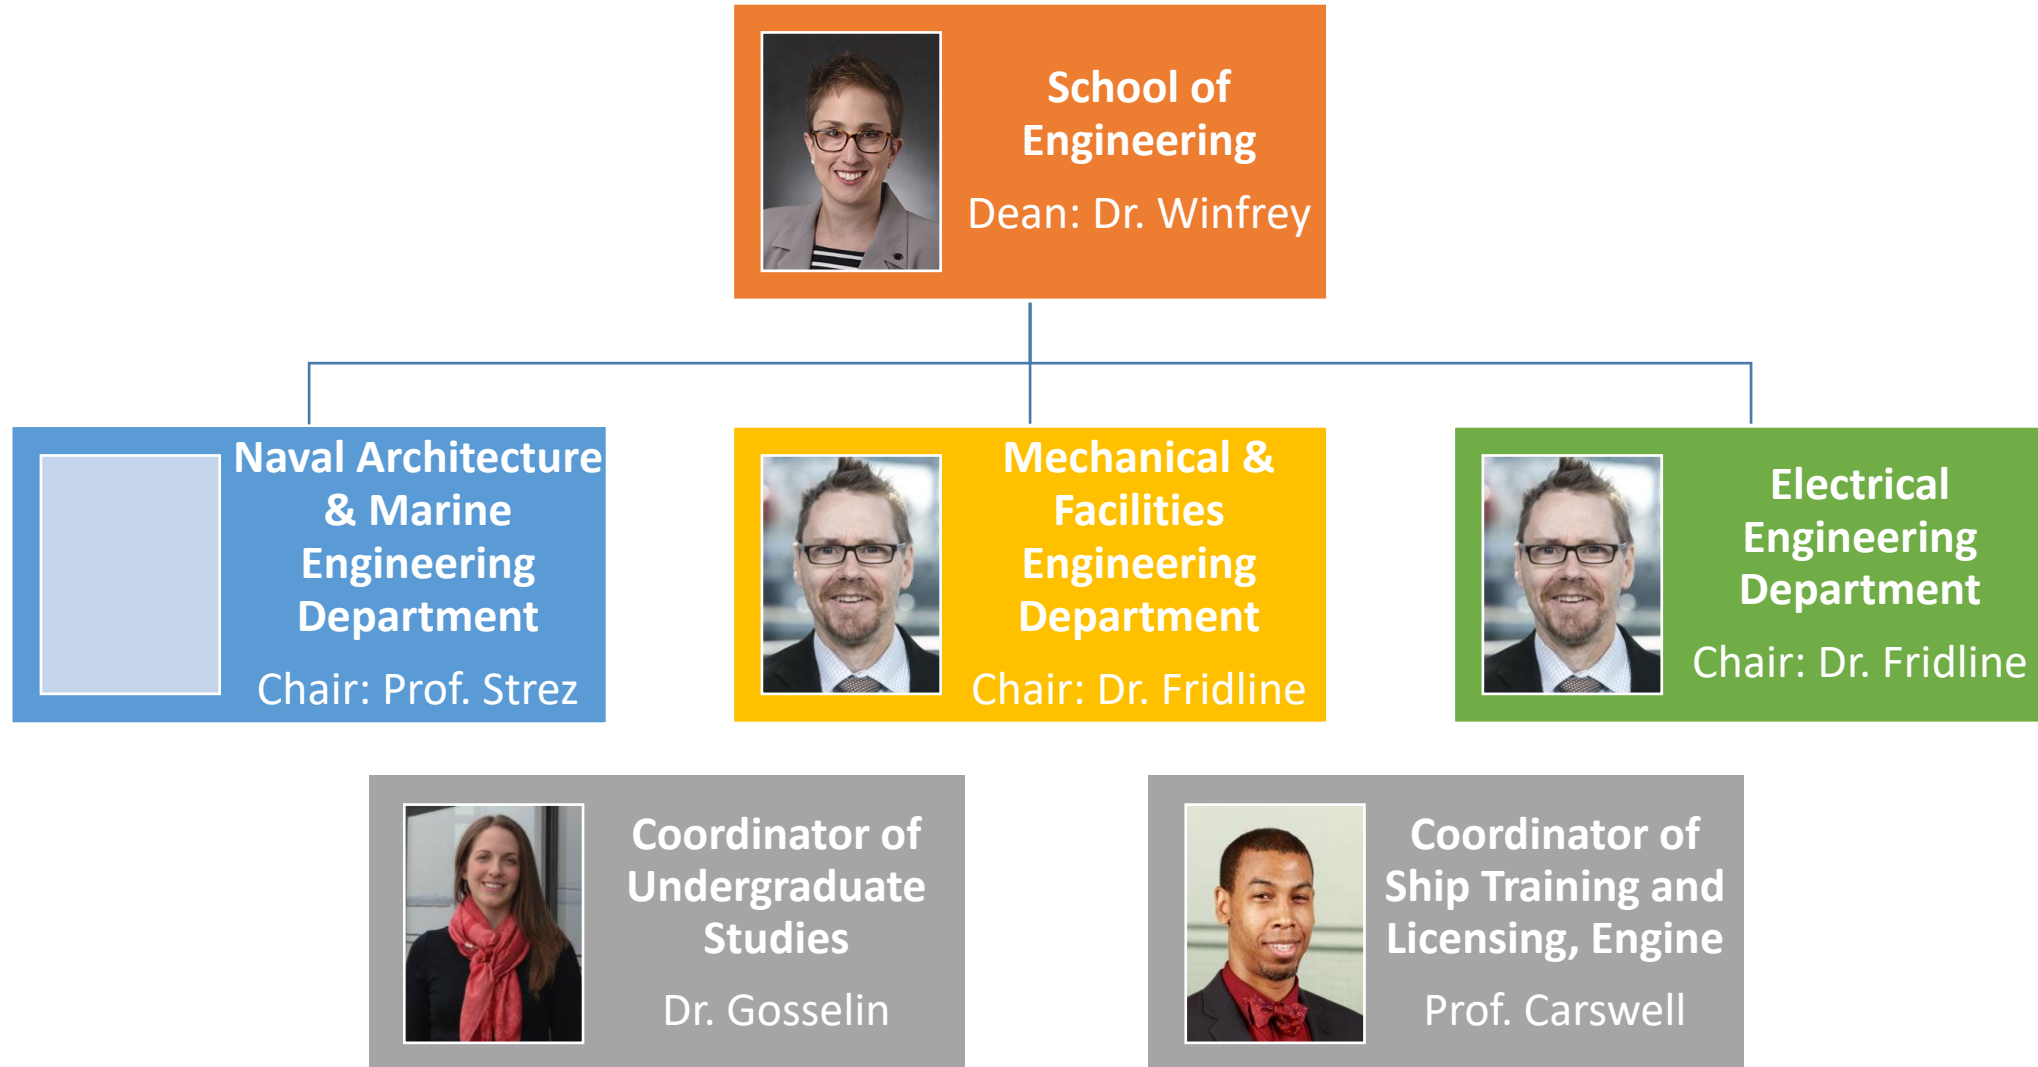 School of
Engineering
Dean: Dr. Winfrey
Naval Architecture
& Marine
Engineering
Department
Chair: Prof. Strez
Mechanical &
Facilities
Engineering
Department
Chair: Dr. Fridline
Electrical
Engineering
Department
Chair: Dr. Fridline
Coordinator of
Undergraduate
Studies
Dr. Gosselin
Coordinator of
Ship Training and
Licensing, Engine
Prof. Carswell